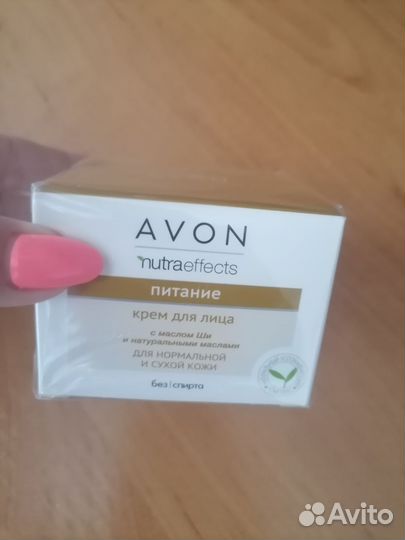 AVON
nutraeffects
питание
крем для лица
с маслом Ши
и натуральными маслами
ДЛЯ НОРМАЛЬНОЙ
И СУХОЙ КОЖИ
без | спирта
Avito